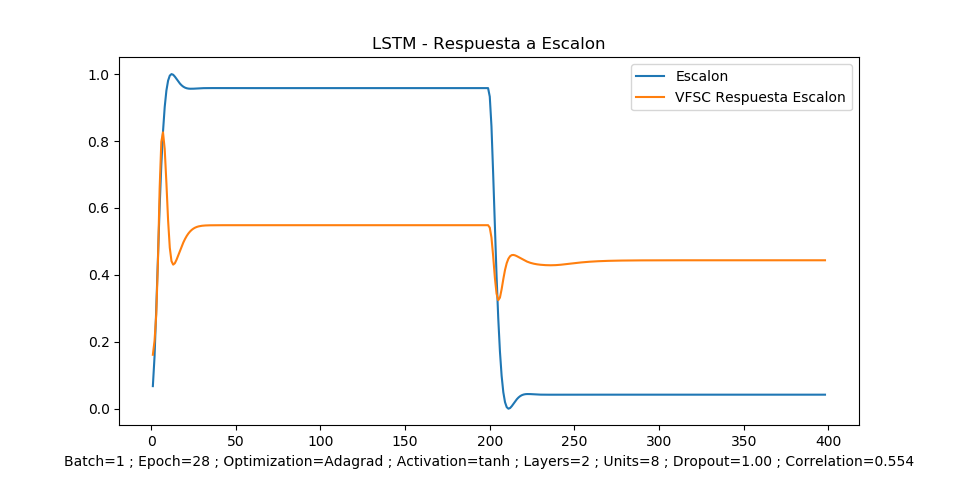 LSTM - Respuesta a Escalon
Escalon
VFSC Respuesta Escalon
1.0
0.8
0.6
0.4
0.2
0.0
0 50 100 150 200 250 300 350 400
Batch=1 ; Epoch=28 ; Optimization=Adagrad ; Activation=tanh ; Layers=2 ; Units=8 ; Dropout=1.00 ; Correlation=0.554